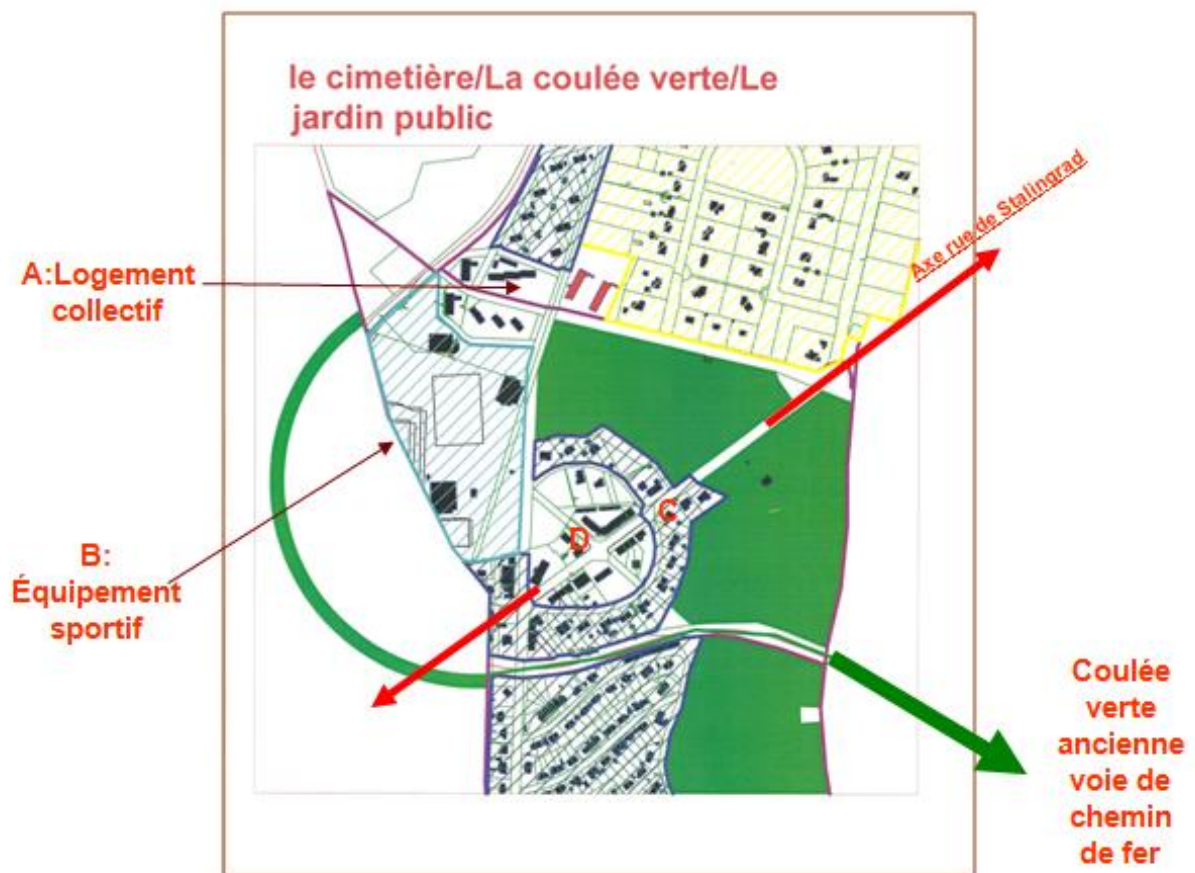 le cimetière/La coulée verte/Le
jardin public
Axe rue de Stalingrad
A:Logement
collectif
C
D
B:
Équipement
sportif
Coulée
verte
ancienne
voie de
chemin
de fer